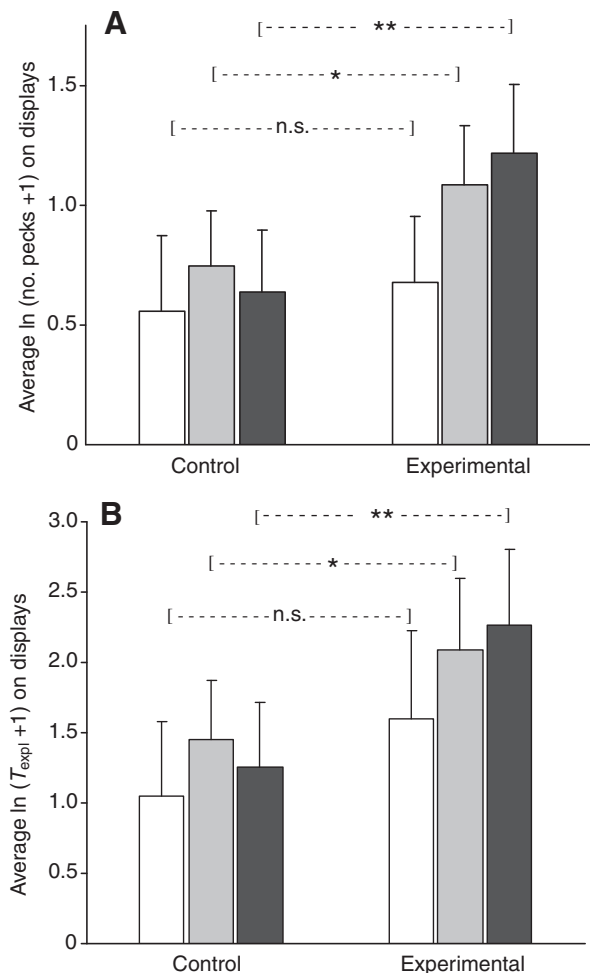 A
Average ln (no. pecks +1) on displays
[ ---- ** ---- ]
[ ---- * ---- ]
[ ---- n.s. ---- ]
1.5
1.0
0.5
0
Control Experimental
B
Average ln (Texpl +1) on displays
3.0
[ ---- ** ---- ]
[ ---- * ---- ]
2.5
[ ---- n.s. ---- ]
2.0
1.5
1.0
0.5
0
Control Experimental